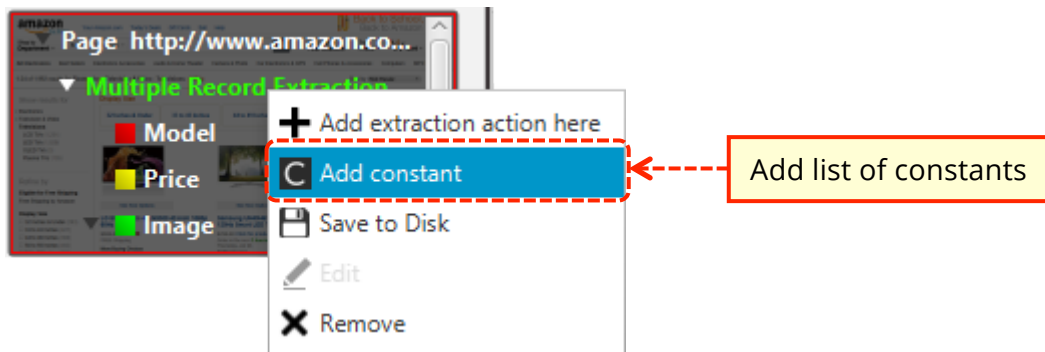 amazon
Page http://www.amazon.co...
Multiple Record Extraction
Model
Price
Image
Add extraction action here
C Add constant
Save to Disk
Edit
Remove
Add list of constants